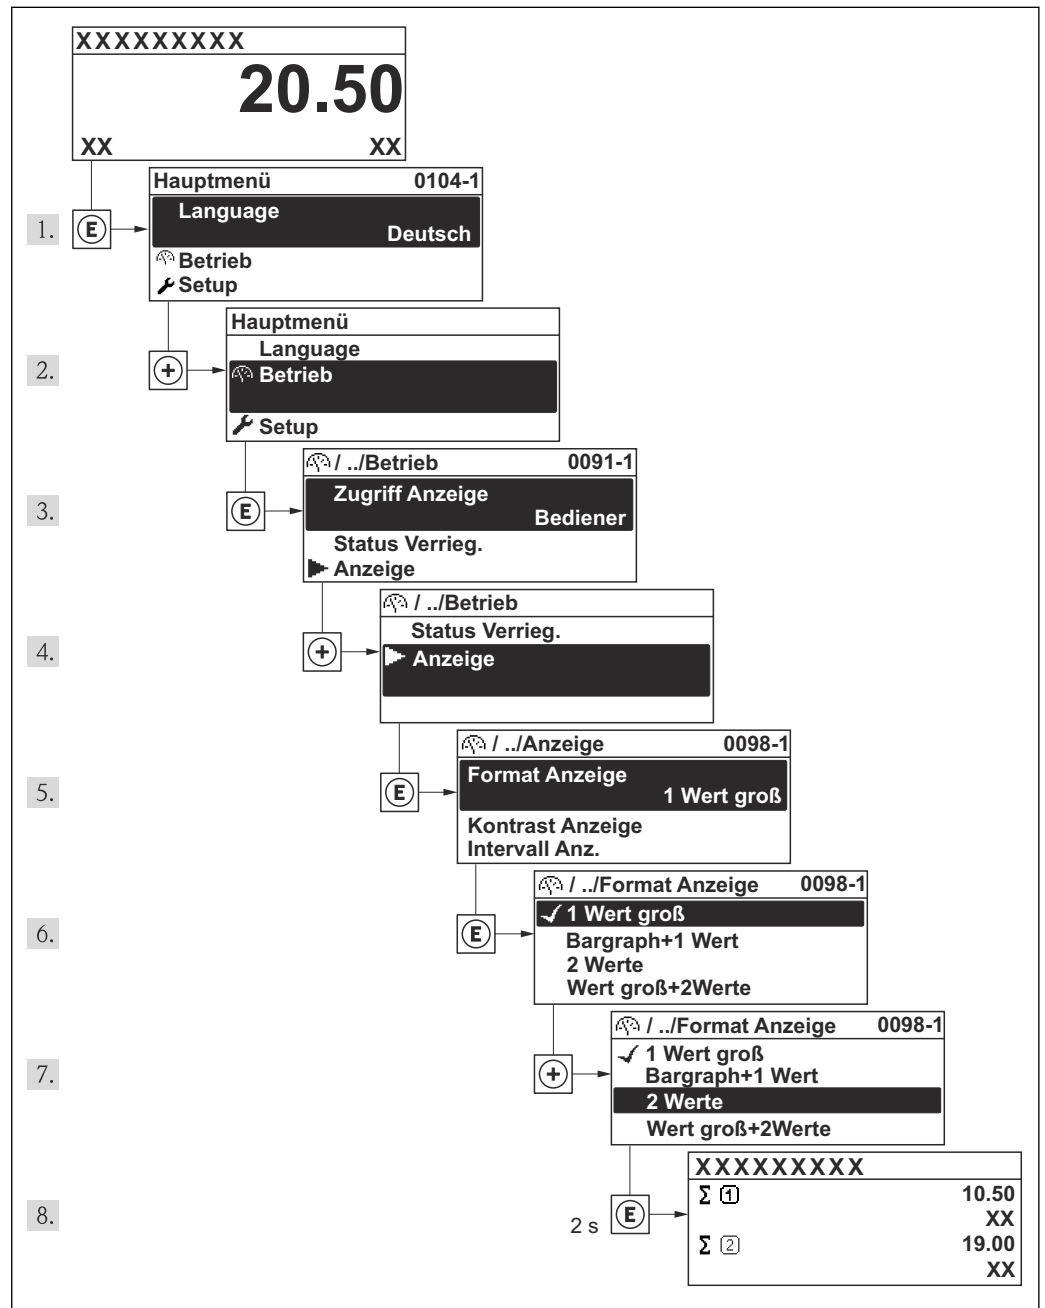 XXXXXXXXX
20.50
XX XX
Hauptmenü 0104-1
Language
Deutsch
Betrieb
Setup
1. E
Hauptmenü
Language
Betrieb
Setup
2. +
/ ../Betrieb 0091-1
Zugriff Anzeige
Bediener
Status Verrieg.
Anzeige
3. E
/ ../Betrieb
Status Verrieg.
Anzeige
4. +
/ ../Anzeige 0098-1
Format Anzeige
1 Wert groß
Kontrast Anzeige
Intervall Anz.
5. E
/ ../Format Anzeige 0098-1
1 Wert groß
Bargraph+1 Wert
2 Werte
Wert groß+2Werte
6. E
/ ../Format Anzeige 0098-1
1 Wert groß
Bargraph+1 Wert
2 Werte
Wert groß+2Werte
7. +
XXXXXXXXX
Σ 1 10.50
XX
Σ 2 19.00
XX
8. 2 s E